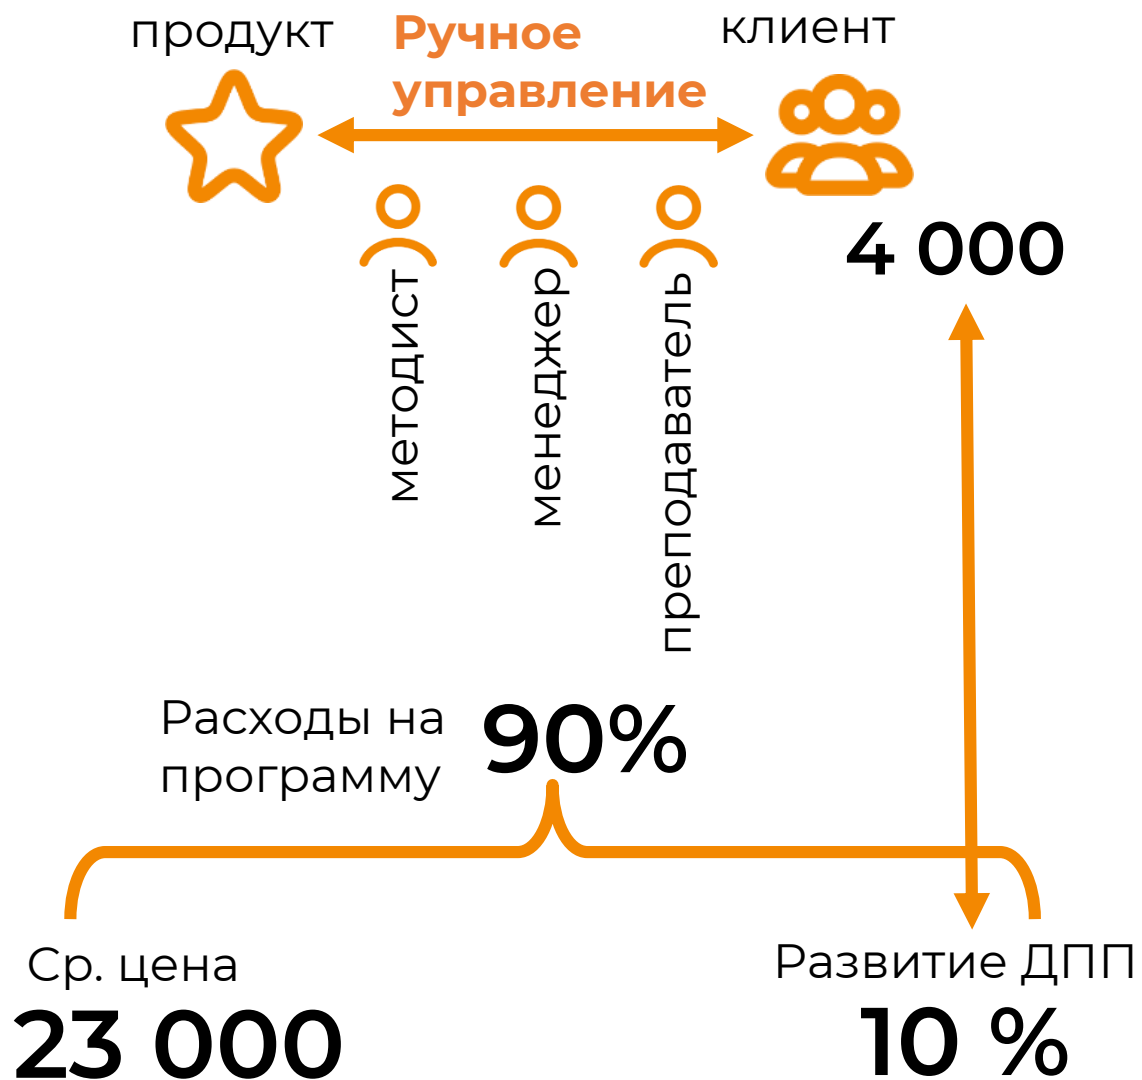 продукт
Ручное
управление
клиент
4 000
методист
менеджер
преподаватель
Расходы на
программу
90%
Ср. цена
23 000
Развитие ДПП
10 %